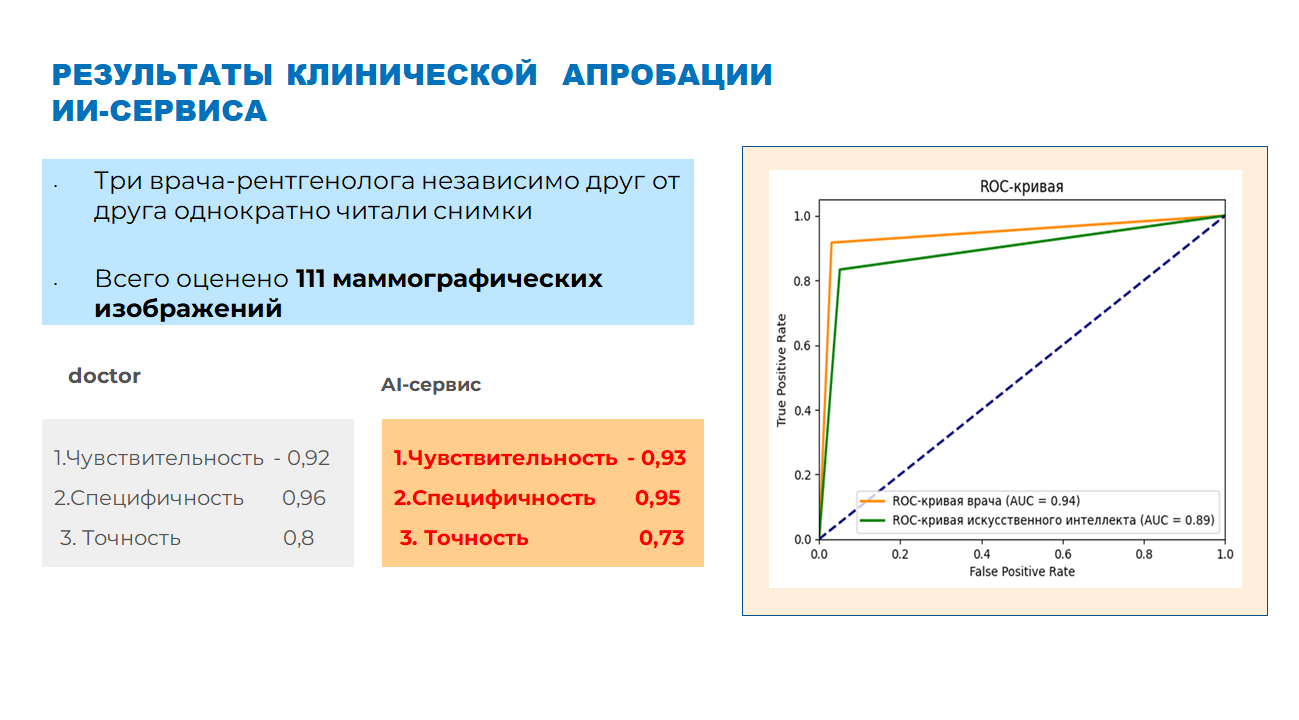 РЕЗУЛЬТАТЫ КЛИНИЧЕСКОЙ АПРОБАЦИИ
ИИ-СЕРВИСА
· Три врача-рентгенолога независимо друг от
друга однократно читали снимки
· Всего оценено 111 маммографических
изображений
doctor
1.Чувствительность - 0,92
2.Специфичность 0,96
3. Точность 0,8
AI-сервис
1.Чувствительность - 0,93
2.Специфичность 0,95
3. Точность 0,73
ROC-кривая
True Positive Rate
1.0
0.8
0.6
0.4
0.2
0.0
ROC-кривая врача (AUC = 0.94)
ROC-кривая искусственного интеллекта (AUC = 0.89)
0.0 0.2 0.4 0.6 0.8 1.0
False Positive Rate